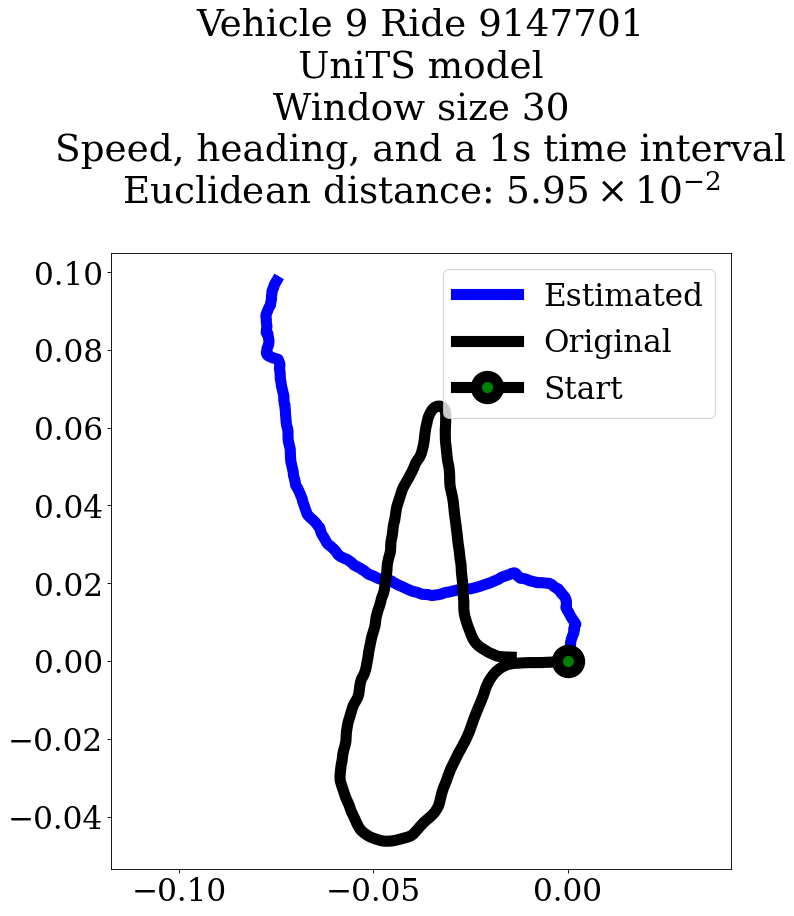 Vehicle 9 Ride 9147701
UniTS model
Window size 30
Speed, heading, and a 1s time interval
Euclidean distance: 5.95 × 10⁻²
Estimated
Original
Start
0.10
0.08
0.06
0.04
0.02
0.00
−0.02
−0.04
−0.10
−0.05
0.00